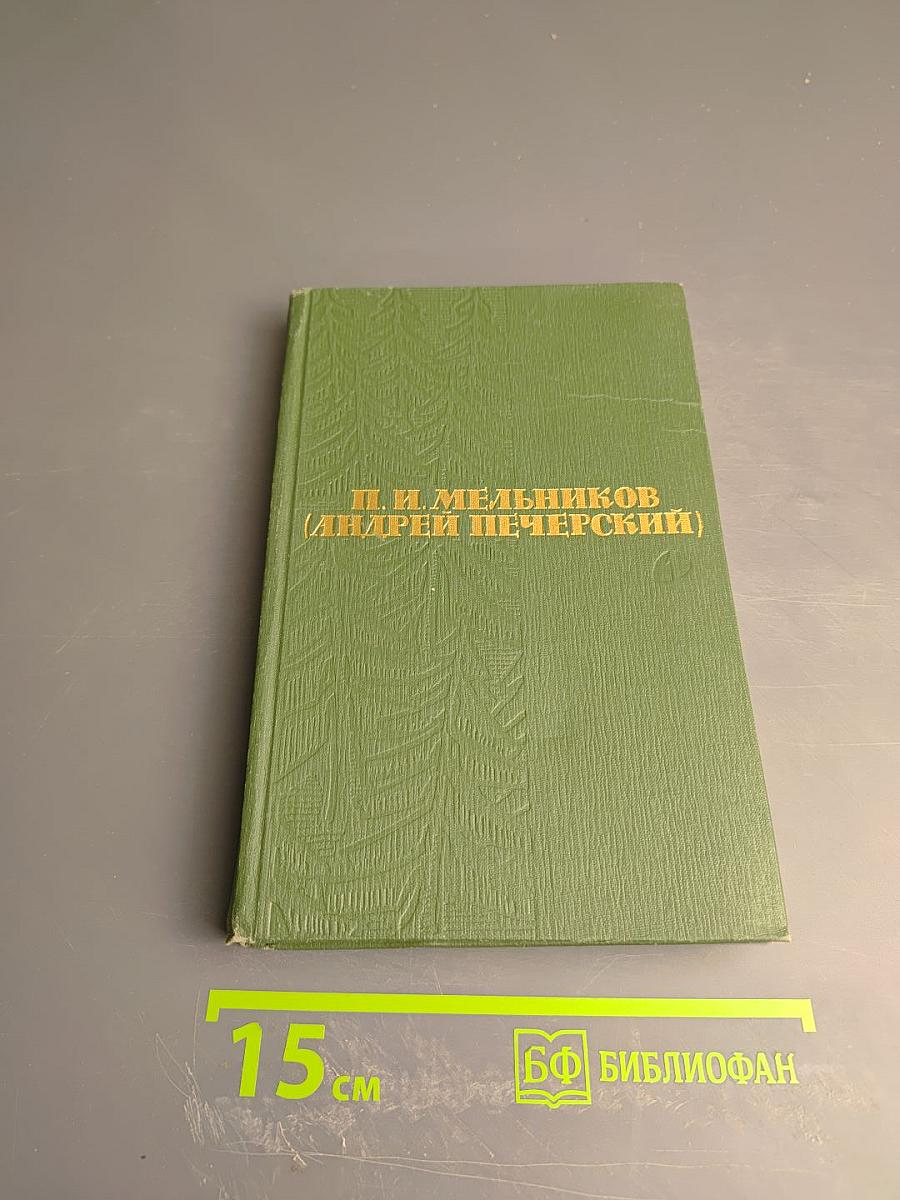 П. И. МЕЛЬНИКОВ
(АНДРЕЙ ПЕЧЕРСКИЙ)
15 см
БФ БИБЛИОФАН